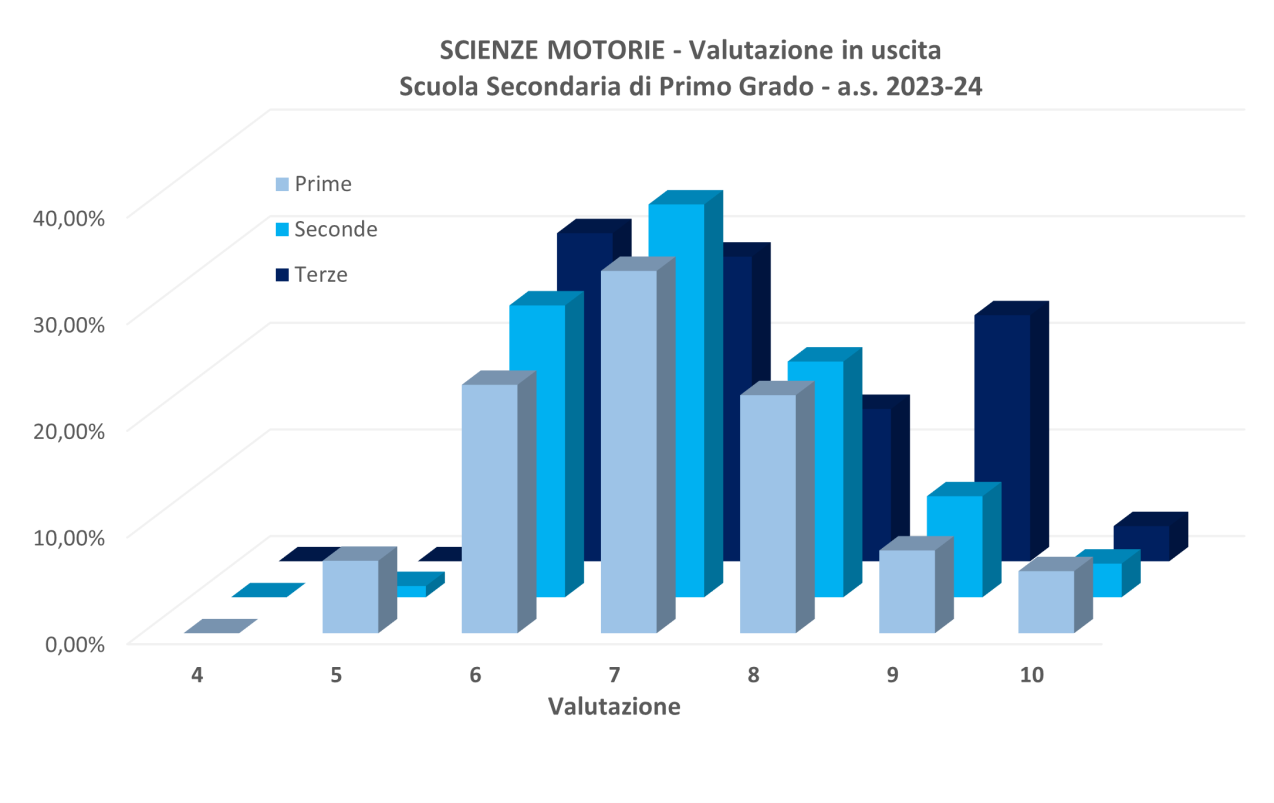 SCIENZE MOTORIE - Valutazione in uscita
Scuola Secondaria di Primo Grado - a.s. 2023-24
Prime
Seconde
Terze
40,00%
30,00%
20,00%
10,00%
0,00%
4 5 6 7 8 9 10
Valutazione